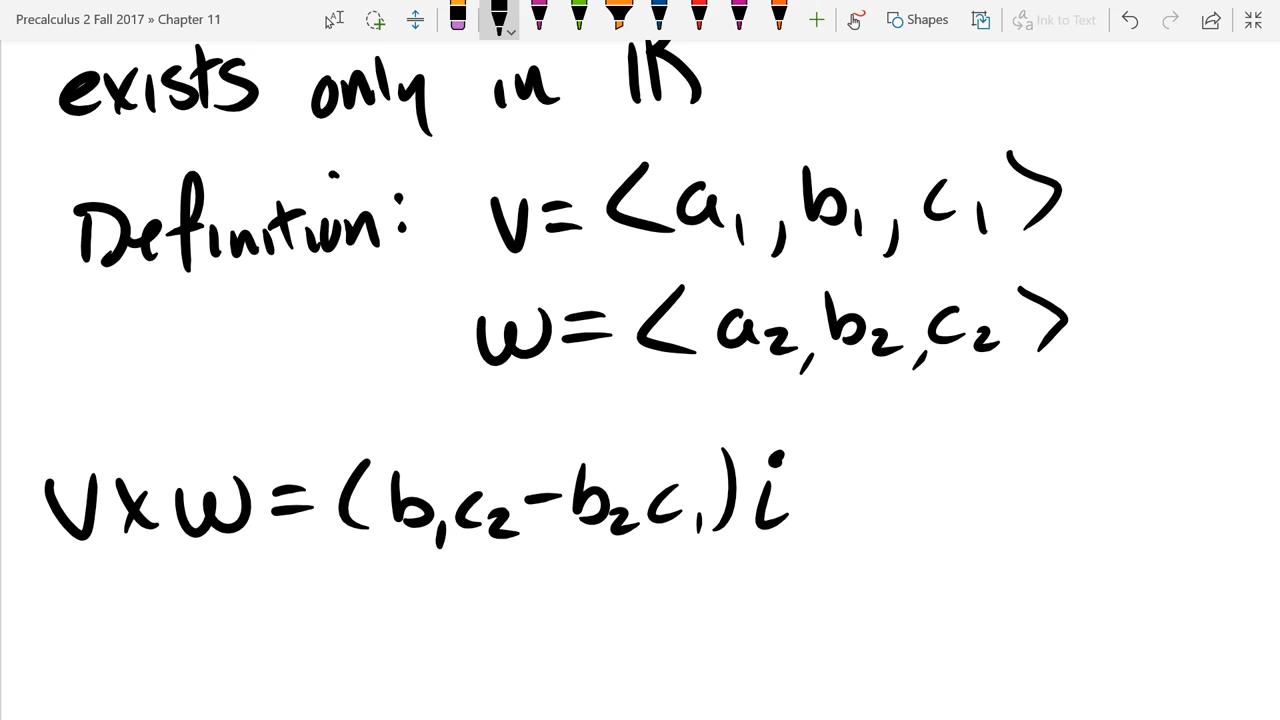 Precalculus 2 Fall 2017 » Chapter 11 Shapes Ink to Text
exists only in ℝ
Definition: v = <a₁, b₁, c₁>
w = <a₂, b₂, c₂>
v × w = (b₁c₂ − b₂c₁) i